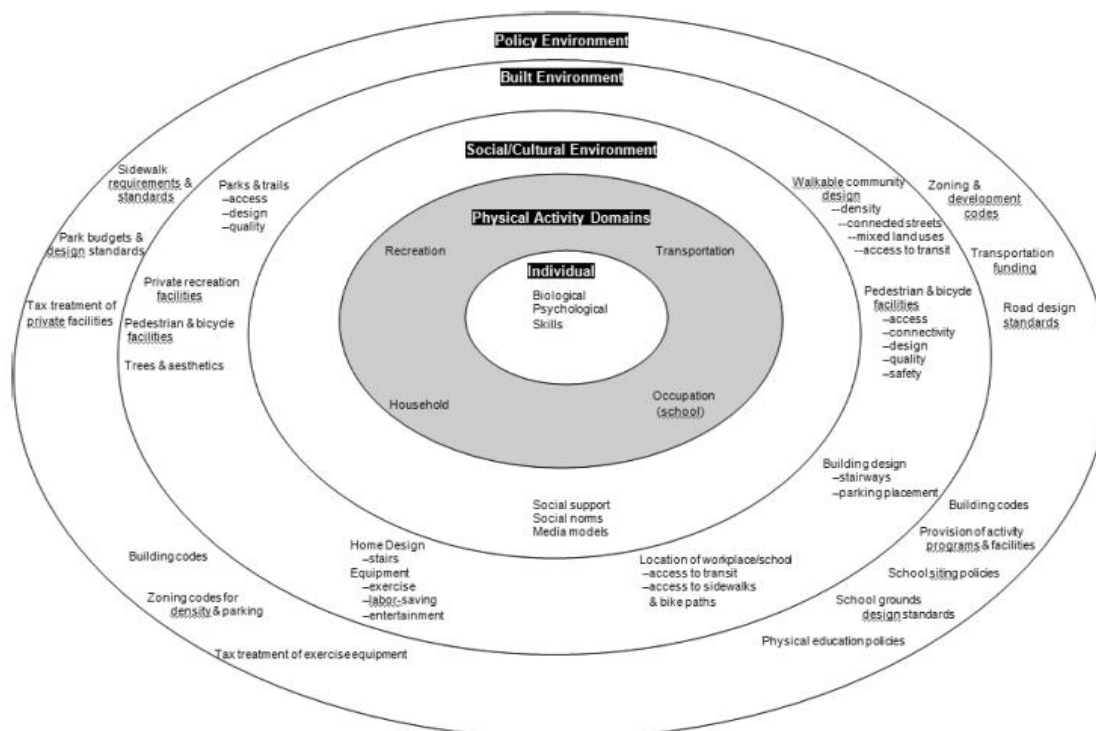 Policy Environment
Built Environment
Social/Cultural Environment
Physical Activity Domains
Recreation
Transportation
Individual
Biological
Psychological
Skills
Household
Occupation
(school)
Social support
Social norms
Media models
Sidewalk
requirements &
standards
Park budgets &
design standards
Tax treatment of
private facilities
Parks & trails
–access
–design
–quality
Private recreation
facilities
Pedestrian & bicycle
facilities
Trees & aesthetics
Walkable community
design
--density
--connected streets
--mixed land uses
--access to transit
Pedestrian & bicycle
facilities
–access
–connectivity
–design
–quality
–safety
Zoning &
development
codes
Transportation
funding
Road design
standards
Building design
–stairways
–parking placement
Home Design
–stairs
Equipment
–exercise
–labor-saving
–entertainment
Location of workplace/school
–access to transit
–access to sidewalks
& bike paths
Building codes
Zoning codes for
density & parking
Tax treatment of exercise equipment
Building codes
Provision of activity
programs & facilities
School siting policies
School grounds
design standards
Physical education policies